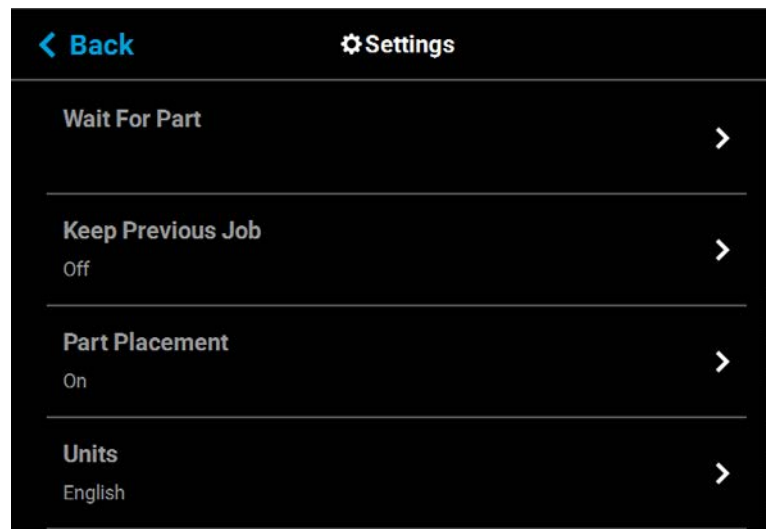 Back
Settings
Wait For Part
Keep Previous Job
Off
Part Placement
On
Units
English